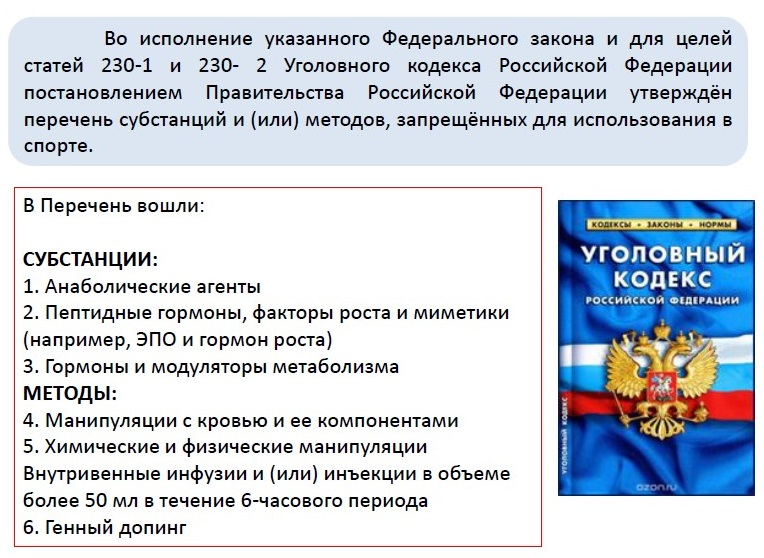 Во исполнение указанного Федерального закона и для целей
статей 230-1 и 230- 2 Уголовного кодекса Российской Федерации
постановлением Правительства Российской Федерации утверждён
перечень субстанций и (или) методов, запрещённых для использования в
спорте.
В Перечень вошли:
СУБСТАНЦИИ:
1. Анаболические агенты
2. Пептидные гормоны, факторы роста и миметики
(например, ЭПО и гормон роста)
3. Гормоны и модуляторы метаболизма
МЕТОДЫ:
4. Манипуляции с кровью и ее компонентами
5. Химические и физические манипуляции
Внутривенные инфузии и (или) инъекции в объеме
более 50 мл в течение 6-часового периода
6. Генный допинг
КОДЕКСЫ • ЗАКОНЫ • НОРМЫ
УГОЛОВНЫЙ
КОДЕКС
РОССИЙСКОЙ ФЕДЕРАЦИИ
УГОЛОВНЫЙ КОДЕКС
ozon.ru